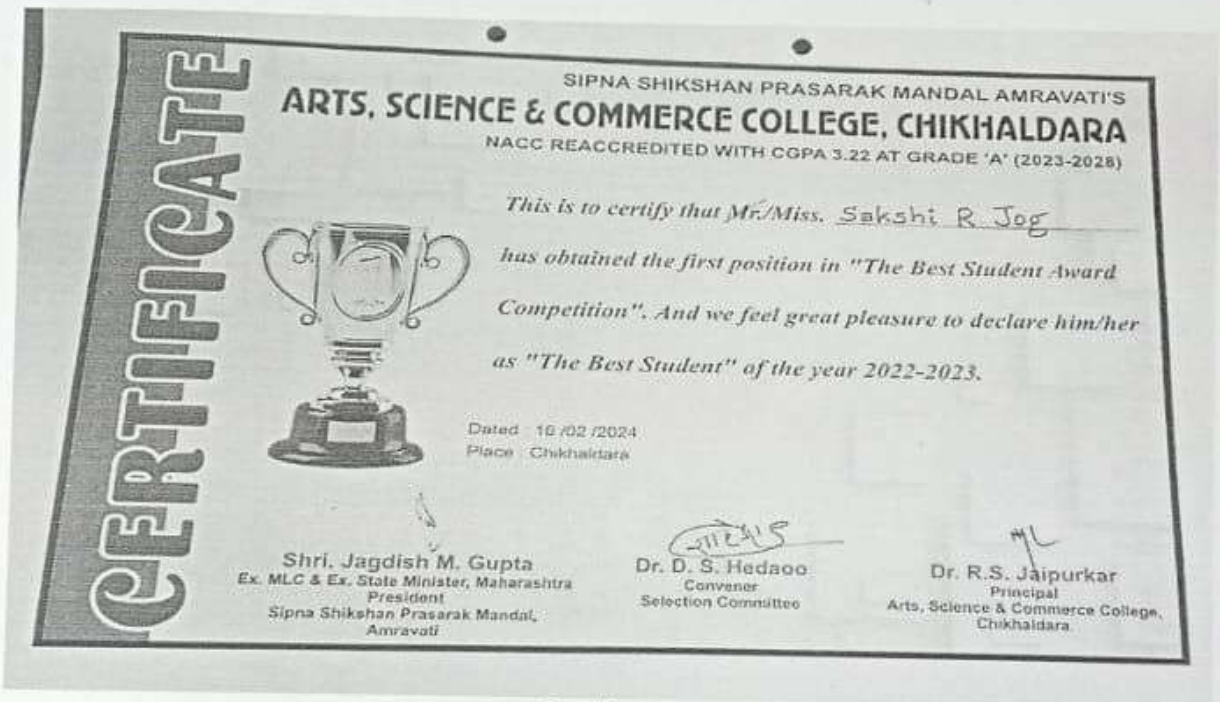 CERTIFICATE
SIPNA SHIKSHAN PRASARAK MANDAL AMRAVATI'S
ARTS, SCIENCE & COMMERCE COLLEGE, CHIKHALDARA
NACC REACCREDITED WITH CGPA 3.22 AT GRADE 'A' (2023-2028)
This is to certify that Mr./Miss. Sakshi R Jog
has obtained the first position in "The Best Student Award
Competition". And we feel great pleasure to declare him/her
as "The Best Student" of the year 2022-2023.
Dated : 16 /02 /2024
Place : Chikhaldara
Shri. Jagdish M. Gupta
Ex. MLC & Ex. State Minister, Maharashtra
President
Sipna Shikshan Prasarak Mandal,
Amravati
Dr. D. S. Hedaoo
Convener
Selection Committee
Dr. R.S. Jaipurkar
Principal
Arts, Science & Commerce College,
Chikhaldara.